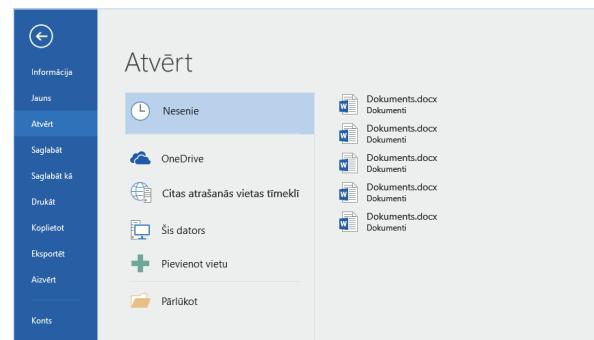 Informācija
Jauns
Atvērt
Saglabāt
Saglabāt kā
Drukāt
Koplietot
Eksportēt
Aizvērt
Konts
Atvērt
Nesenie
OneDrive
Citas atrašanās vietas tīmeklī
Šis dators
Pievienot vietu
Pārlūkot
Dokuments.docx
Dokumenti
Dokuments.docx
Dokumenti
Dokuments.docx
Dokumenti
Dokuments.docx
Dokumenti
Dokuments.docx
Dokumenti